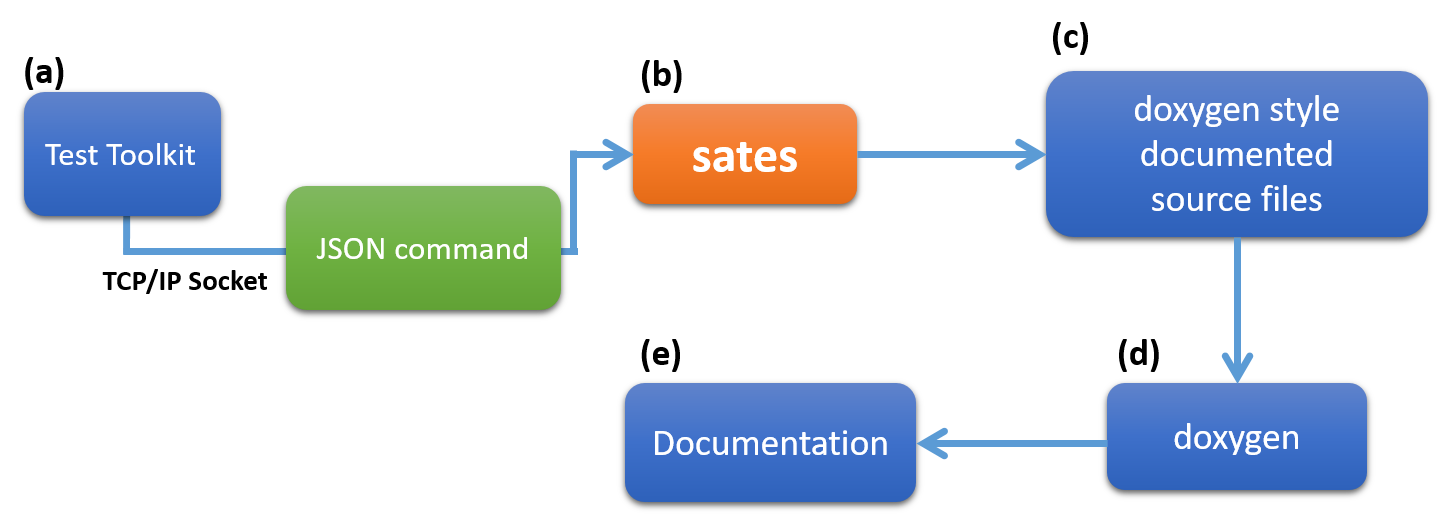 (a)
Test Toolkit
TCP/IP Socket
JSON command
(b)
sates
(c)
doxygen style
documented
source files
(d)
doxygen
(e)
Documentation